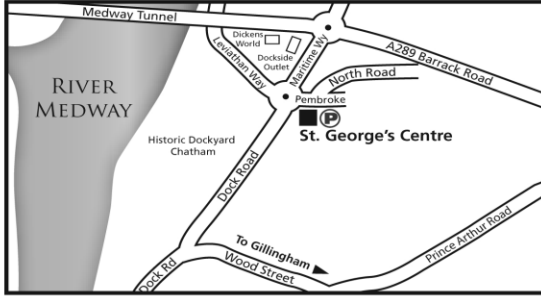 Medway Tunnel
Dickens
World
Dockside
Outlet
Leviathan Way
Maritime Wy
A289 Barrack Road
North Road
Pembroke
P
St. George's Centre
RIVER
MEDWAY
Historic Dockyard
Chatham
Dock Road
To Gillingham
Wood Street
Dock Rd
Prince Arthur Road